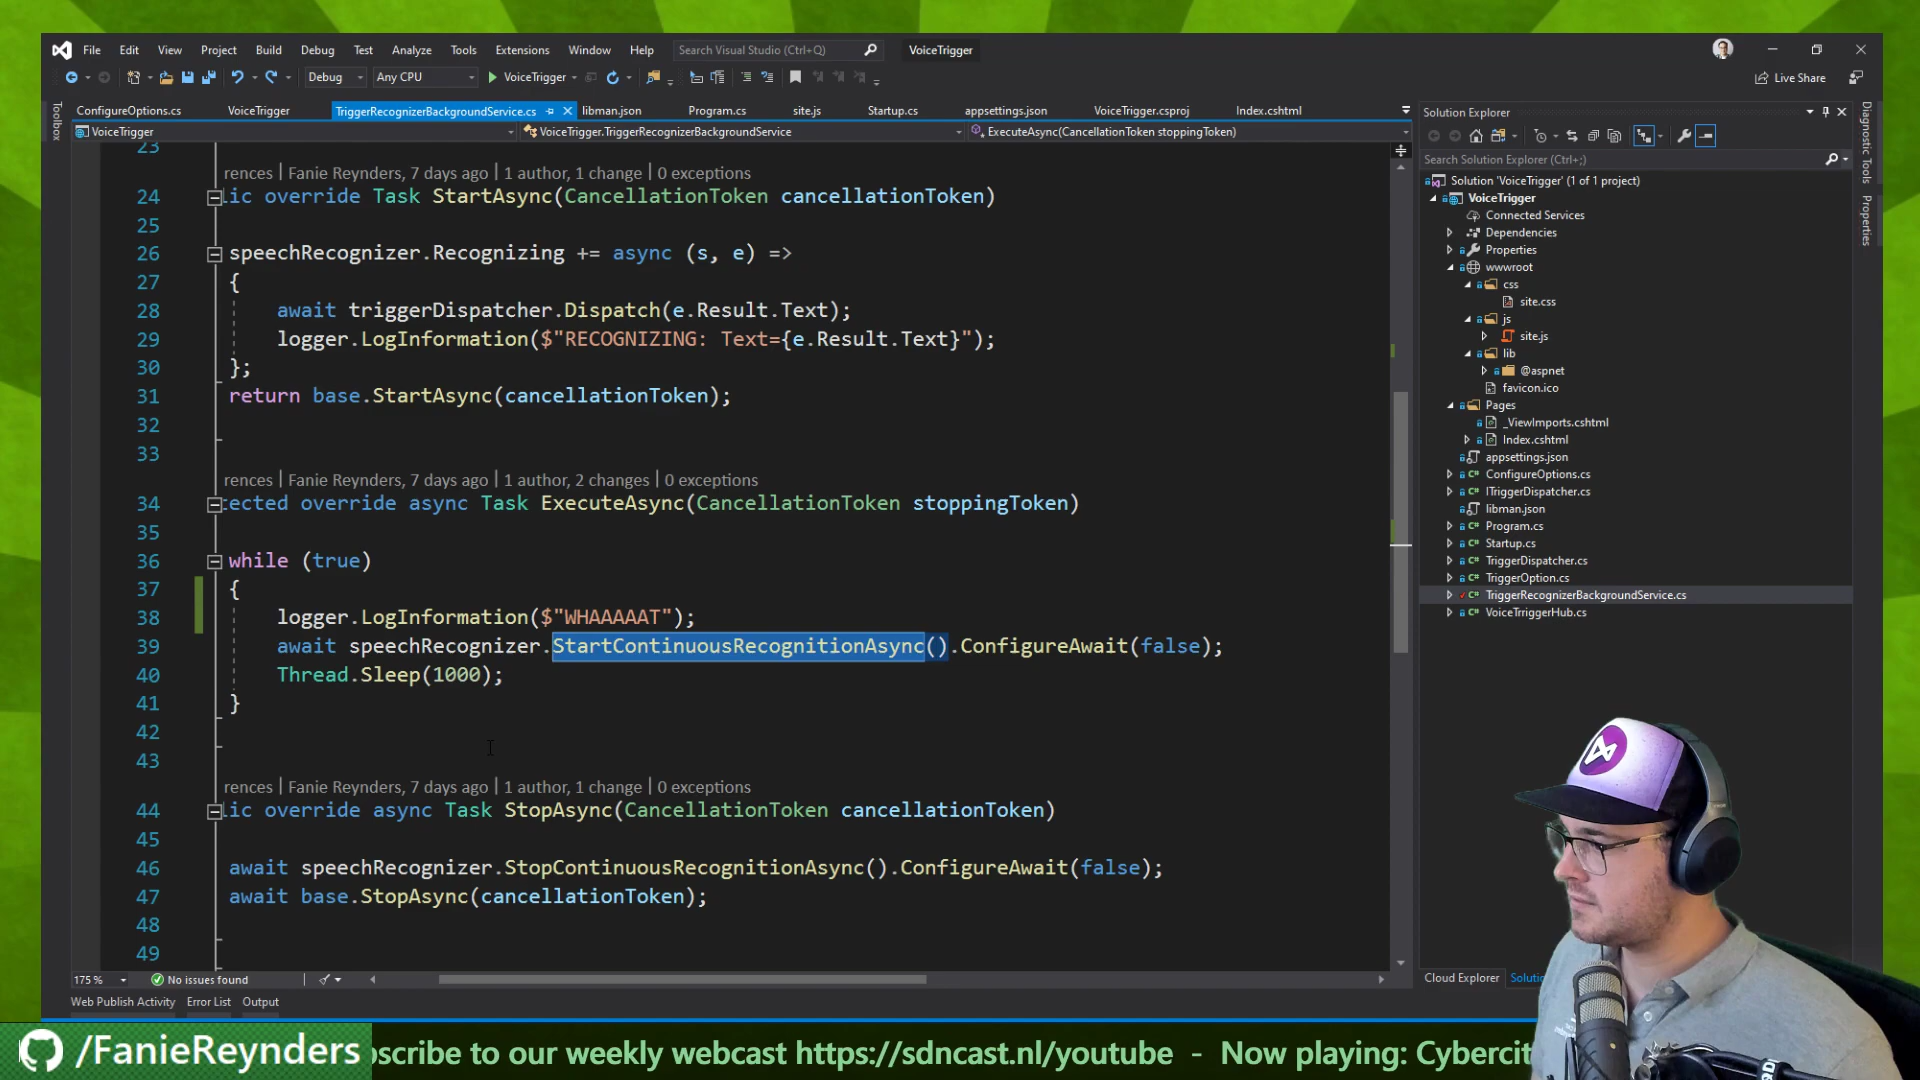 File Edit View Project Build Debug Test Analyze Tools Extensions Window Help Search Visual Studio (Ctrl+Q) VoiceTrigger
Debug Any CPU VoiceTrigger Live Share
Toolbox
ConfigureOptions.cs VoiceTrigger TriggerRecognizerBackgroundService.cs libman.json Program.cs site.js Startup.cs appsettings.json VoiceTrigger.csproj Index.cshtml
VoiceTrigger VoiceTrigger.TriggerRecognizerBackgroundService ExecuteAsync(CancellationToken stoppingToken)
23
rences | Fanie Reynders, 7 days ago | 1 author, 1 change | 0 exceptions
24 lic override Task StartAsync(CancellationToken cancellationToken)
25
26 speechRecognizer.Recognizing += async (s, e) =>
27 {
28 await triggerDispatcher.Dispatch(e.Result.Text);
29 logger.LogInformation($"RECOGNIZING: Text={e.Result.Text}");
30 };
31 return base.StartAsync(cancellationToken);
32
33
rences | Fanie Reynders, 7 days ago | 1 author, 2 changes | 0 exceptions
34 tected override async Task ExecuteAsync(CancellationToken stoppingToken)
35
36 while (true)
37 {
38 logger.LogInformation($"WHAAAAAT");
39 await speechRecognizer.StartContinuousRecognitionAsync().ConfigureAwait(false);
40 Thread.Sleep(1000);
41 }
42
43
rences | Fanie Reynders, 7 days ago | 1 author, 1 change | 0 exceptions
44 lic override async Task StopAsync(CancellationToken cancellationToken)
45
46 await speechRecognizer.StopContinuousRecognitionAsync().ConfigureAwait(false);
47 await base.StopAsync(cancellationToken);
48
49
175 % No issues found
Web Publish Activity Error List Output
Solution Explorer
Search Solution Explorer (Ctrl+;)
Solution 'VoiceTrigger' (1 of 1 project)
VoiceTrigger
Connected Services
Dependencies
Properties
wwwroot
css
site.css
js
site.js
lib
@aspnet
favicon.ico
Pages
_ViewImports.cshtml
Index.cshtml
appsettings.json
ConfigureOptions.cs
ITriggerDispatcher.cs
libman.json
Program.cs
Startup.cs
TriggerDispatcher.cs
TriggerOption.cs
TriggerRecognizerBackgroundService.cs
VoiceTrriggerHub.cs
Cloud Explorer Soluti
Diagnostic Tools
Properties
/FanieReynders
bscribe to our weekly webcast https://sdncast.nl/youtube - Now playing: Cybercit